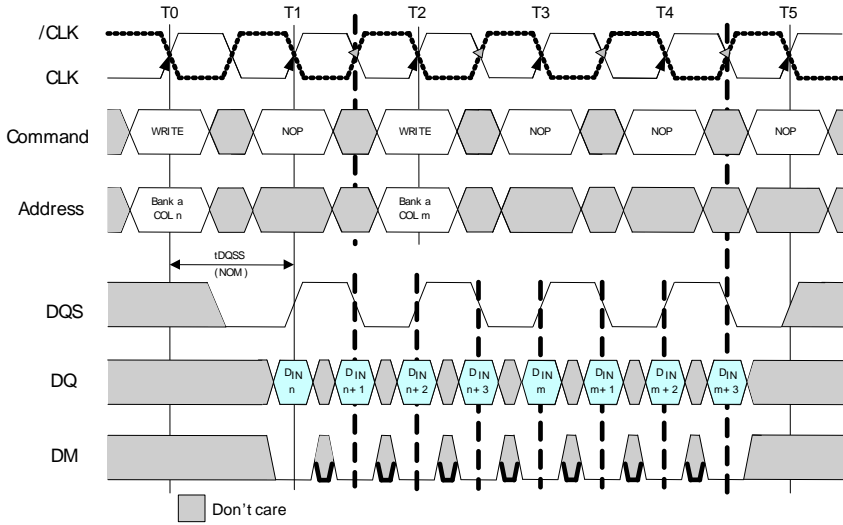 T0 T1 T2 T3 T4 T5
/CLK
CLK
Command WRITE NOP WRITE NOP NOP NOP
Address Bank a Bank a
COL n COL m
tDQSS
(NOM)
DQS
DQ DIN DIN DIN DIN DIN DIN DIN DIN
n n+1 n+2 n+3 m m+1 m+2 m+3
DM
Don't care